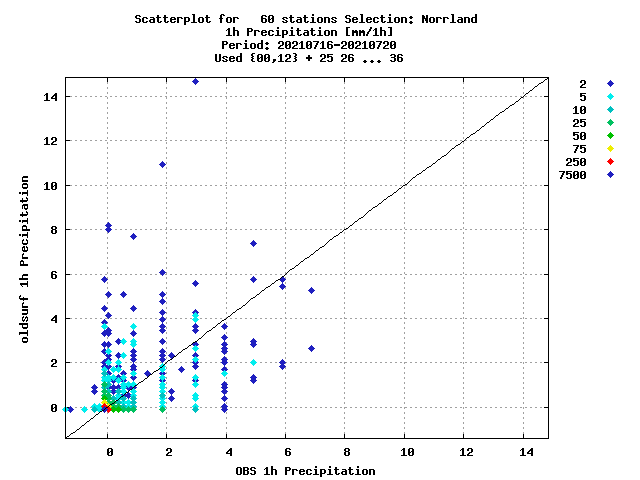 Scatterplot for   60 stations Selection: Norrland
1h Precipitation [mm/1h]
Period: 20210716-20210720
Used {00,12} + 25 26 ... 36
14
12
10
8
6
4
2
0
0 2 4 6 8 10 12 14
oldsurf 1h Precipitation
OBS 1h Precipitation
2
5
10
25
50
75
250
7500